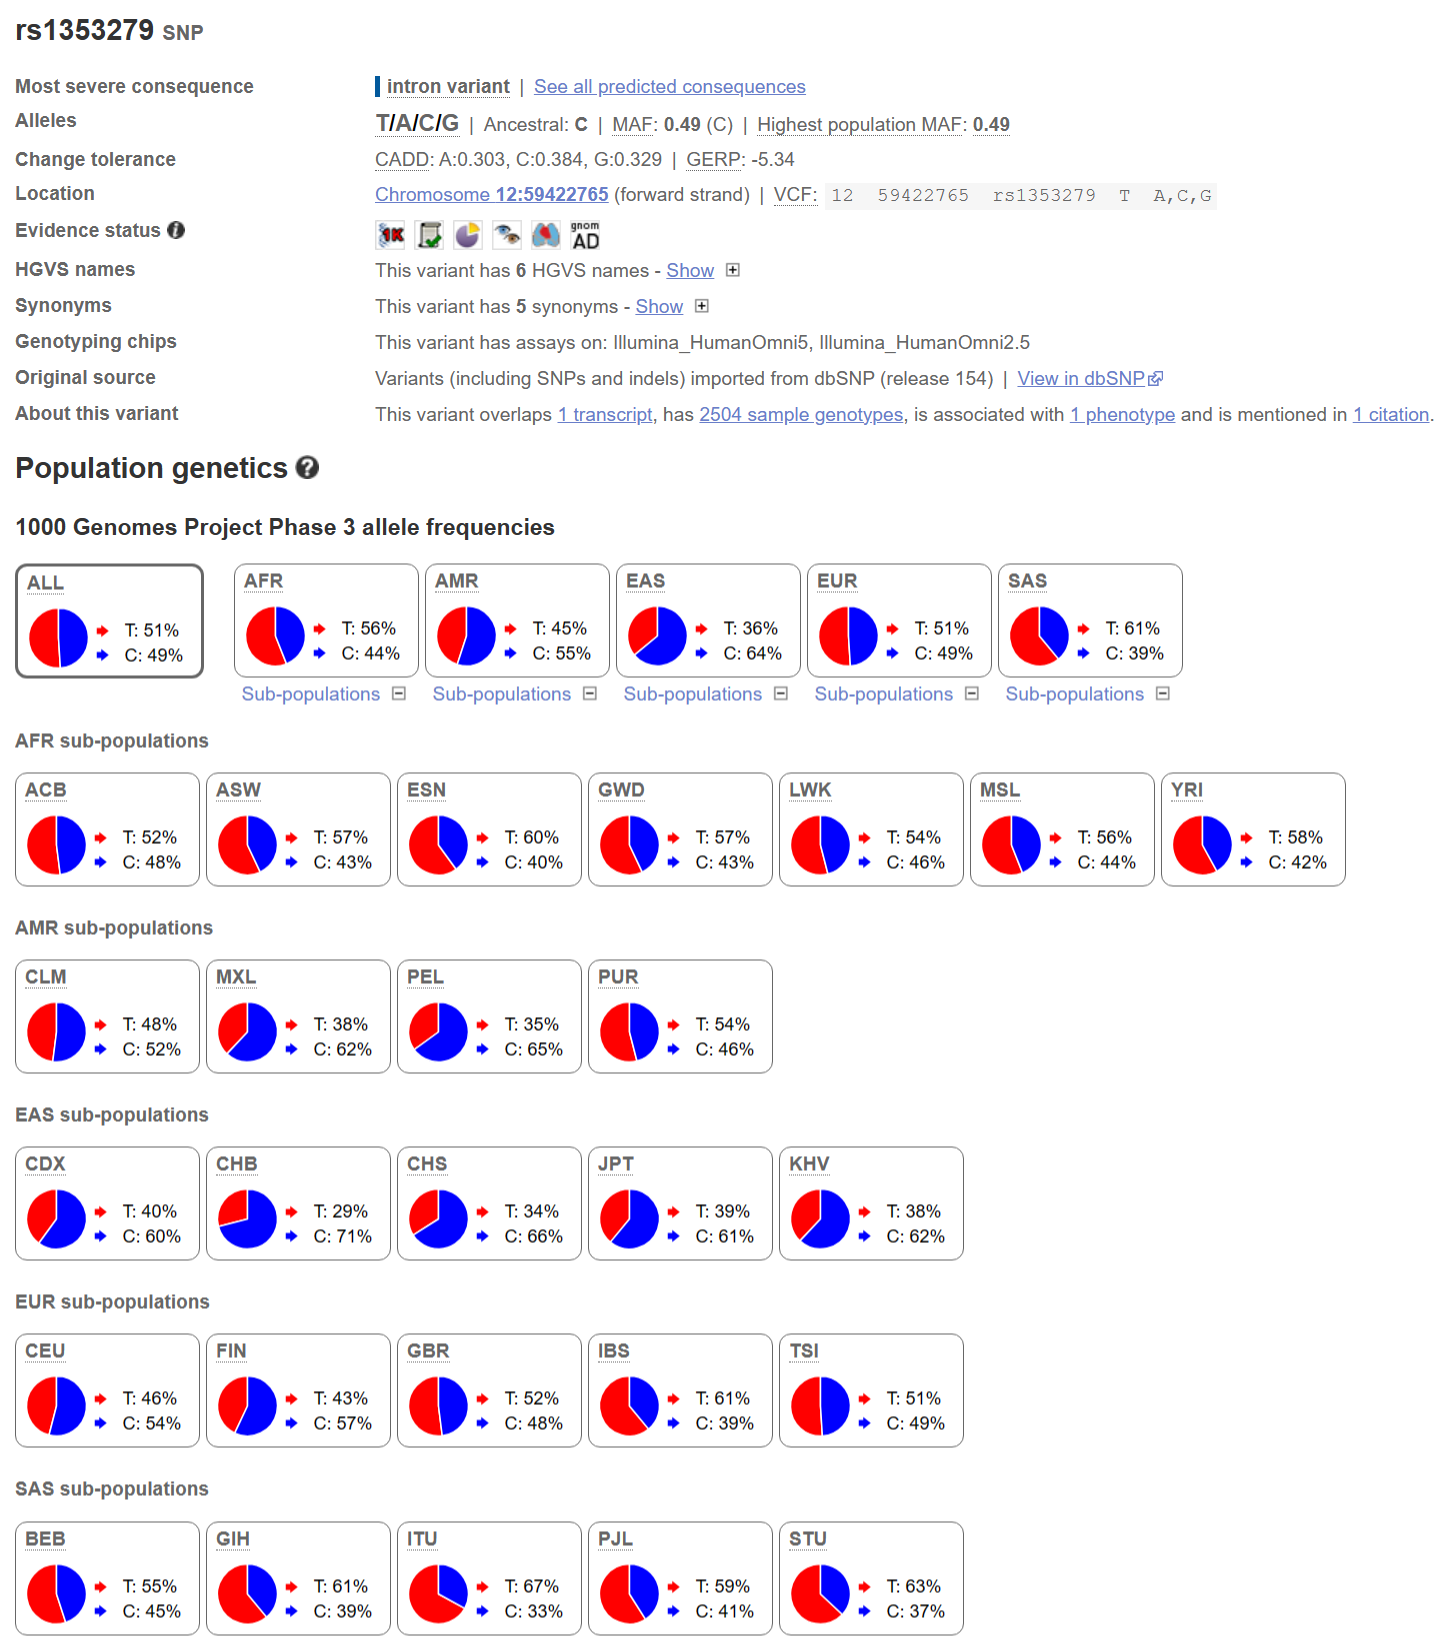 rs1353279 SNP
Most severe consequence intron variant | See all predicted consequences
Alleles T/A/C/G | Ancestral: C | MAF: 0.49 (C) | Highest population MAF: 0.49
Change tolerance CADD: A:0.303, C:0.384, G:0.329 | GERP: -5.34
Location Chromosome 12:59422765 (forward strand) | VCF: 12 59422765 rs1353279 T A,C,G
Evidence status i 1K gnom AD
HGVS names This variant has 6 HGVS names - Show
Synonyms This variant has 5 synonyms - Show
Genotyping chips This variant has assays on: Illumina_HumanOmni5, Illumina_HumanOmni2.5
Original source Variants (including SNPs and indels) imported from dbSNP (release 154) | View in dbSNP
About this variant This variant overlaps 1 transcript, has 2504 sample genotypes, is associated with 1 phenotype and is mentioned in 1 citation.
Population genetics ?
1000 Genomes Project Phase 3 allele frequencies
ALL AFR AMR EAS EUR SAS
T: 51% T: 56% T: 45% T: 36% T: 51% T: 61%
C: 49% C: 44% C: 55% C: 64% C: 49% C: 39%
Sub-populations Sub-populations Sub-populations Sub-populations Sub-populations
AFR sub-populations
ACB ASW ESN GWD LWK MSL YRI
T: 52% T: 57% T: 60% T: 57% T: 54% T: 56% T: 58%
C: 48% C: 43% C: 40% C: 43% C: 46% C: 44% C: 42%
AMR sub-populations
CLM MXL PEL PUR
T: 48% T: 38% T: 35% T: 54%
C: 52% C: 62% C: 65% C: 46%
EAS sub-populations
CDX CHB CHS JPT KHV
T: 40% T: 29% T: 34% T: 39% T: 38%
C: 60% C: 71% C: 66% C: 61% C: 62%
EUR sub-populations
CEU FIN GBR IBS TSI
T: 46% T: 43% T: 52% T: 61% T: 51%
C: 54% C: 57% C: 48% C: 39% C: 49%
SAS sub-populations
BEB GIH ITU PJL STU
T: 55% T: 61% T: 67% T: 59% T: 63%
C: 45% C: 39% C: 33% C: 41% C: 37%